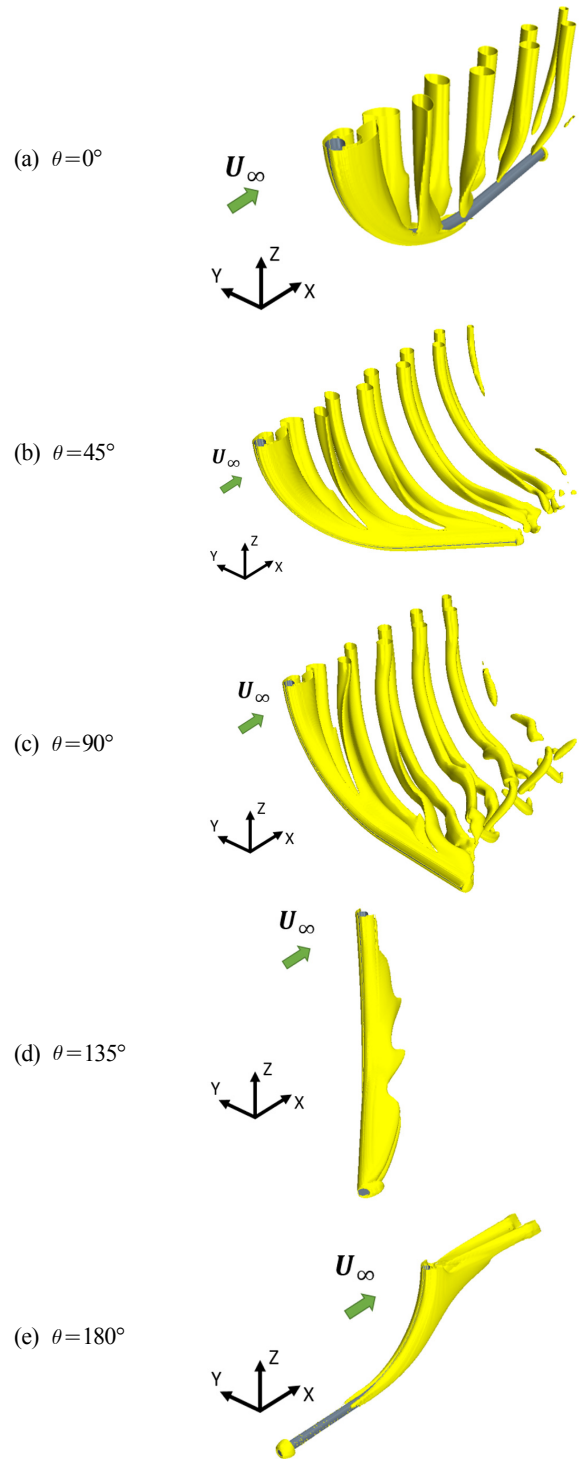 (a) θ=0°
U∞
Z
Y
X
(b) θ=45°
U∞
Z
Y
X
(c) θ=90°
U∞
Z
Y
X
(d) θ=135°
U∞
Z
Y
X
(e) θ=180°
U∞
Z
Y
X